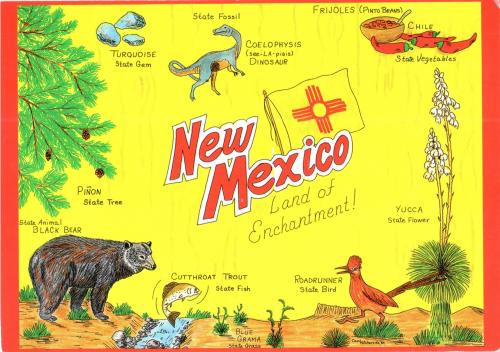 FRIJOLES (PINTO BEANS)
State Fossil
CHILE
TURQUOISE
State Gem
COELOPHYSIS
(see-LA-pisis)
DINOSAUR
State Vegetables
New
Mexico
Land of
Enchantment!
PIÑON
State Tree
YUCCA
State Flower
State Animal
BLACK BEAR
CUTTHROAT TROUT
State Fish
ROADRUNNER
State Bird
BLUE
GRAMA
State Grass